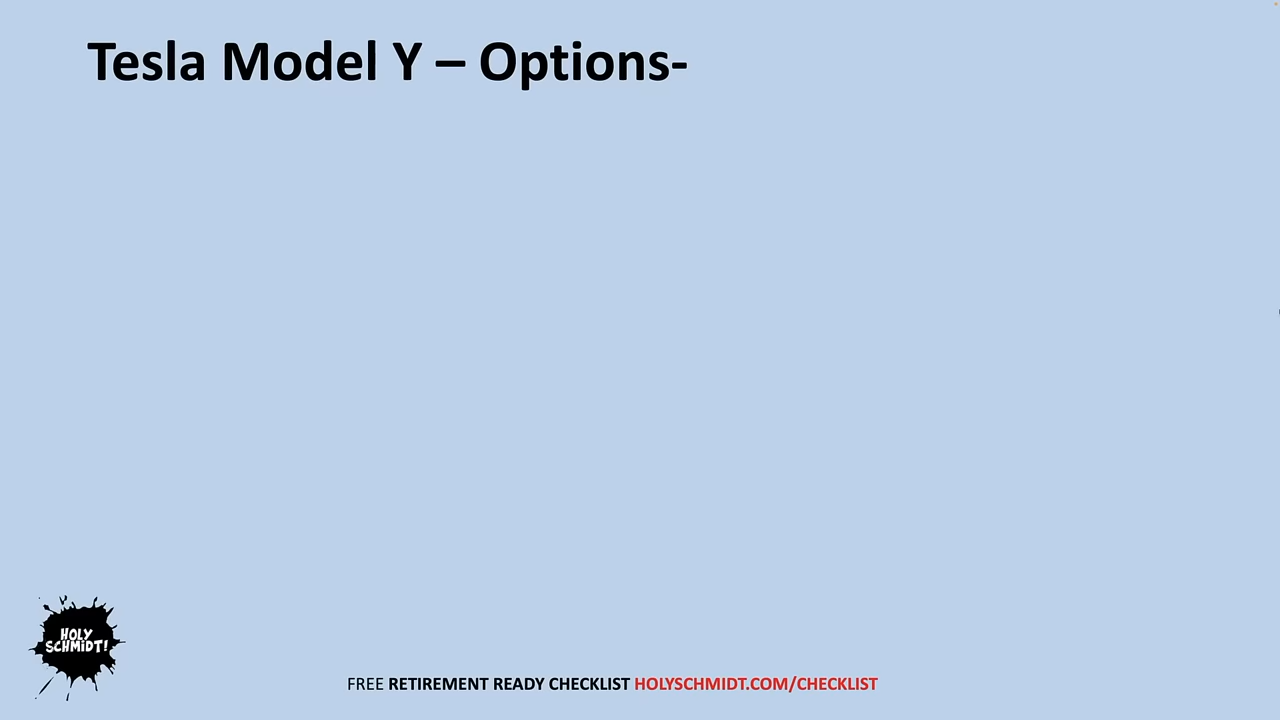 Tesla Model Y – Options-
HOLY
SCHMIDT!
FREE RETIREMENT READY CHECKLIST HOLYSCHMIDT.COM/CHECKLIST